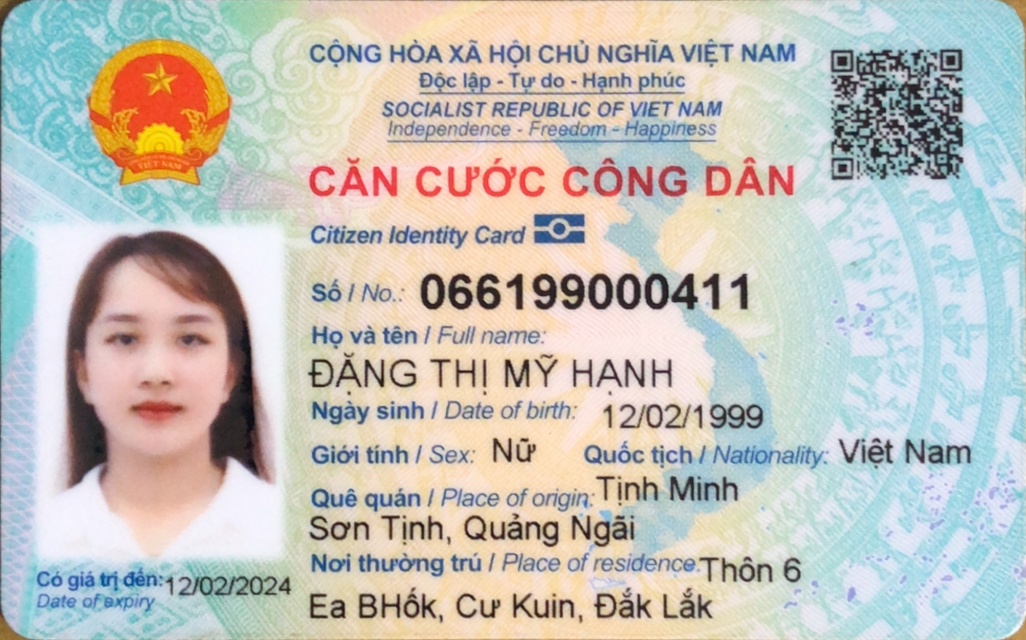 CỘNG HÒA XÃ HỘI CHỦ NGHĨA VIỆT NAM
Độc lập - Tự do - Hạnh phúc
SOCIALIST REPUBLIC OF VIET NAM
Independence - Freedom - Happiness
CĂN CƯỚC CÔNG DÂN
Citizen Identity Card
Số / No.: 066199000411
Họ và tên / Full name:
ĐẶNG THỊ MỸ HẠNH
Ngày sinh / Date of birth: 12/02/1999
Giới tính / Sex: Nữ Quốc tịch / Nationality: Việt Nam
Quê quán / Place of origin: Tịnh Minh
Sơn Tịnh, Quảng Ngãi
Nơi thường trú / Place of residence: Thôn 6
Ea BHốk, Cư Kuin, Đắk Lắk
Có giá trị đến: 12/02/2024
Date of expiry
VIỆT NAM